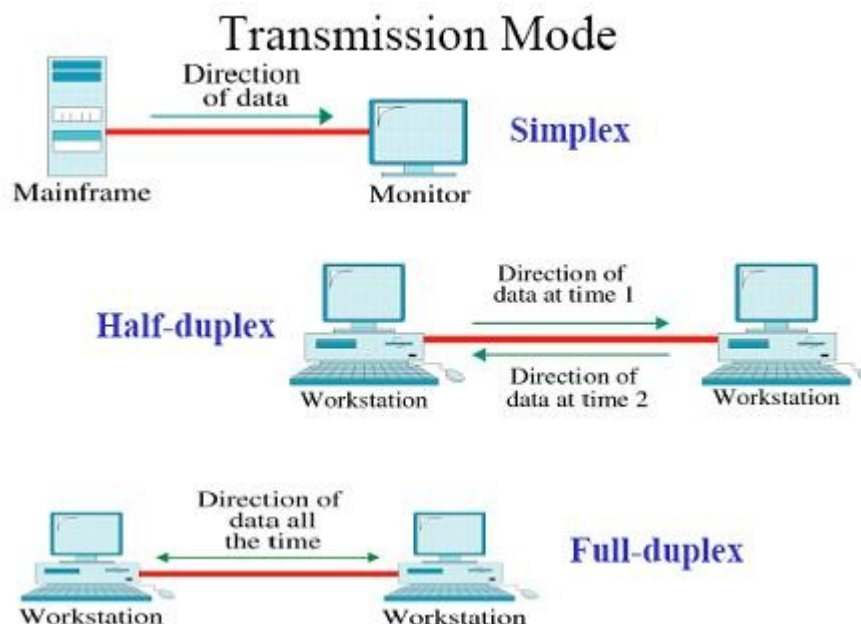 Transmission Mode
Direction
of data
Simplex
Mainframe
Monitor
Direction of
data at time 1
Half-duplex
Direction of
data at time 2
Workstation
Workstation
Direction of
data all
the time
Full-duplex
Workstation
Workstation